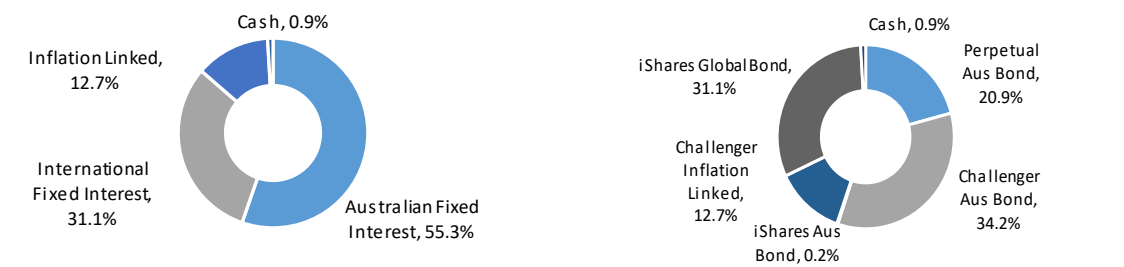 Cash, 0.9%
Inflation Linked,
12.7%
International
Fixed Interest,
31.1%
Australian Fixed
Interest, 55.3%
Cash, 0.9%
iShares Global Bond,
31.1%
Perpetual
Aus Bond,
20.9%
Challenger
Inflation
Linked,
12.7%
Challenger
Aus Bond,
34.2%
iShares Aus
Bond, 0.2%